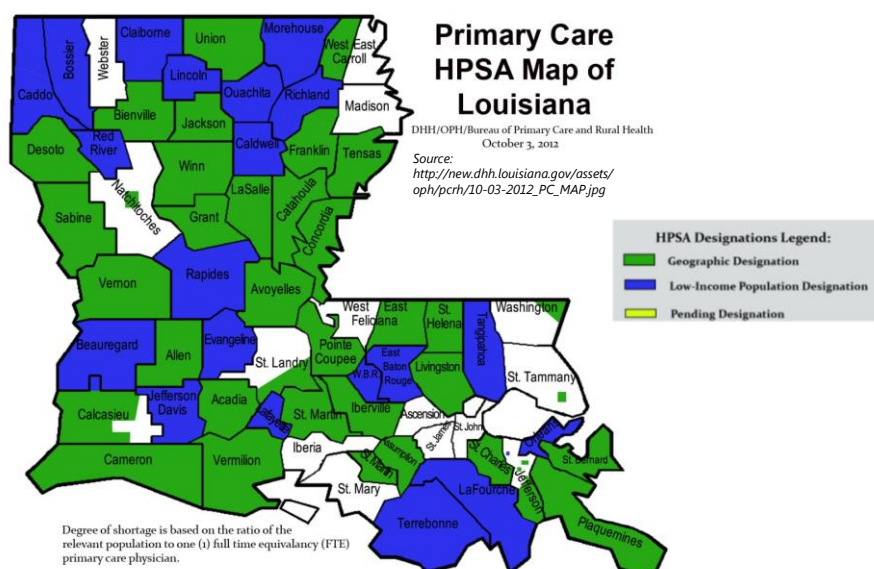 Primary Care
HPSA Map of
Louisiana
DHH/OPH/Bureau of Primary Care and Rural Health
October 3, 2012
Source:
http://new.dhh.louisiana.gov/assets/
oph/pcrh/10-03-2012_PC_MAP.jpg
Caddo
Bossier
Webster
Claiborne
Union
Morehouse
West East
Carroll
Lincoln
Ouachita
Richland
Madison
Bienville
Jackson
Desoto
Red
River
Caldwell
Franklin
Tensas
Winn
Natchitoches
LaSalle
Catahoula
Sabine
Grant
Concordia
Vernon
Rapides
Avoyelles
West
Feliciana
East
St.
Helena
Tangipahoa
Washington
Beauregard
Allen
Evangeline
St. Landry
Pointe
Coupee
East
Baton
Rouge
W.B.R.
Livingston
St. Tammany
Calcasieu
Jefferson
Davis
Acadia
Lafayette
St. Martin
Iberville
Ascension
St. James
St. John
Orleans
Cameron
Vermilion
Iberia
St. Martin
Assumption
St. Charles
Jefferson
St. Bernard
St. Mary
LaFourche
Terrebonne
Plaquemines
HPSA Designations Legend:
Geographic Designation
Low-Income Population Designation
Pending Designation
Degree of shortage is based on the ratio of the
relevant population to one (1) full time equivalancy (FTE)
primary care physician.